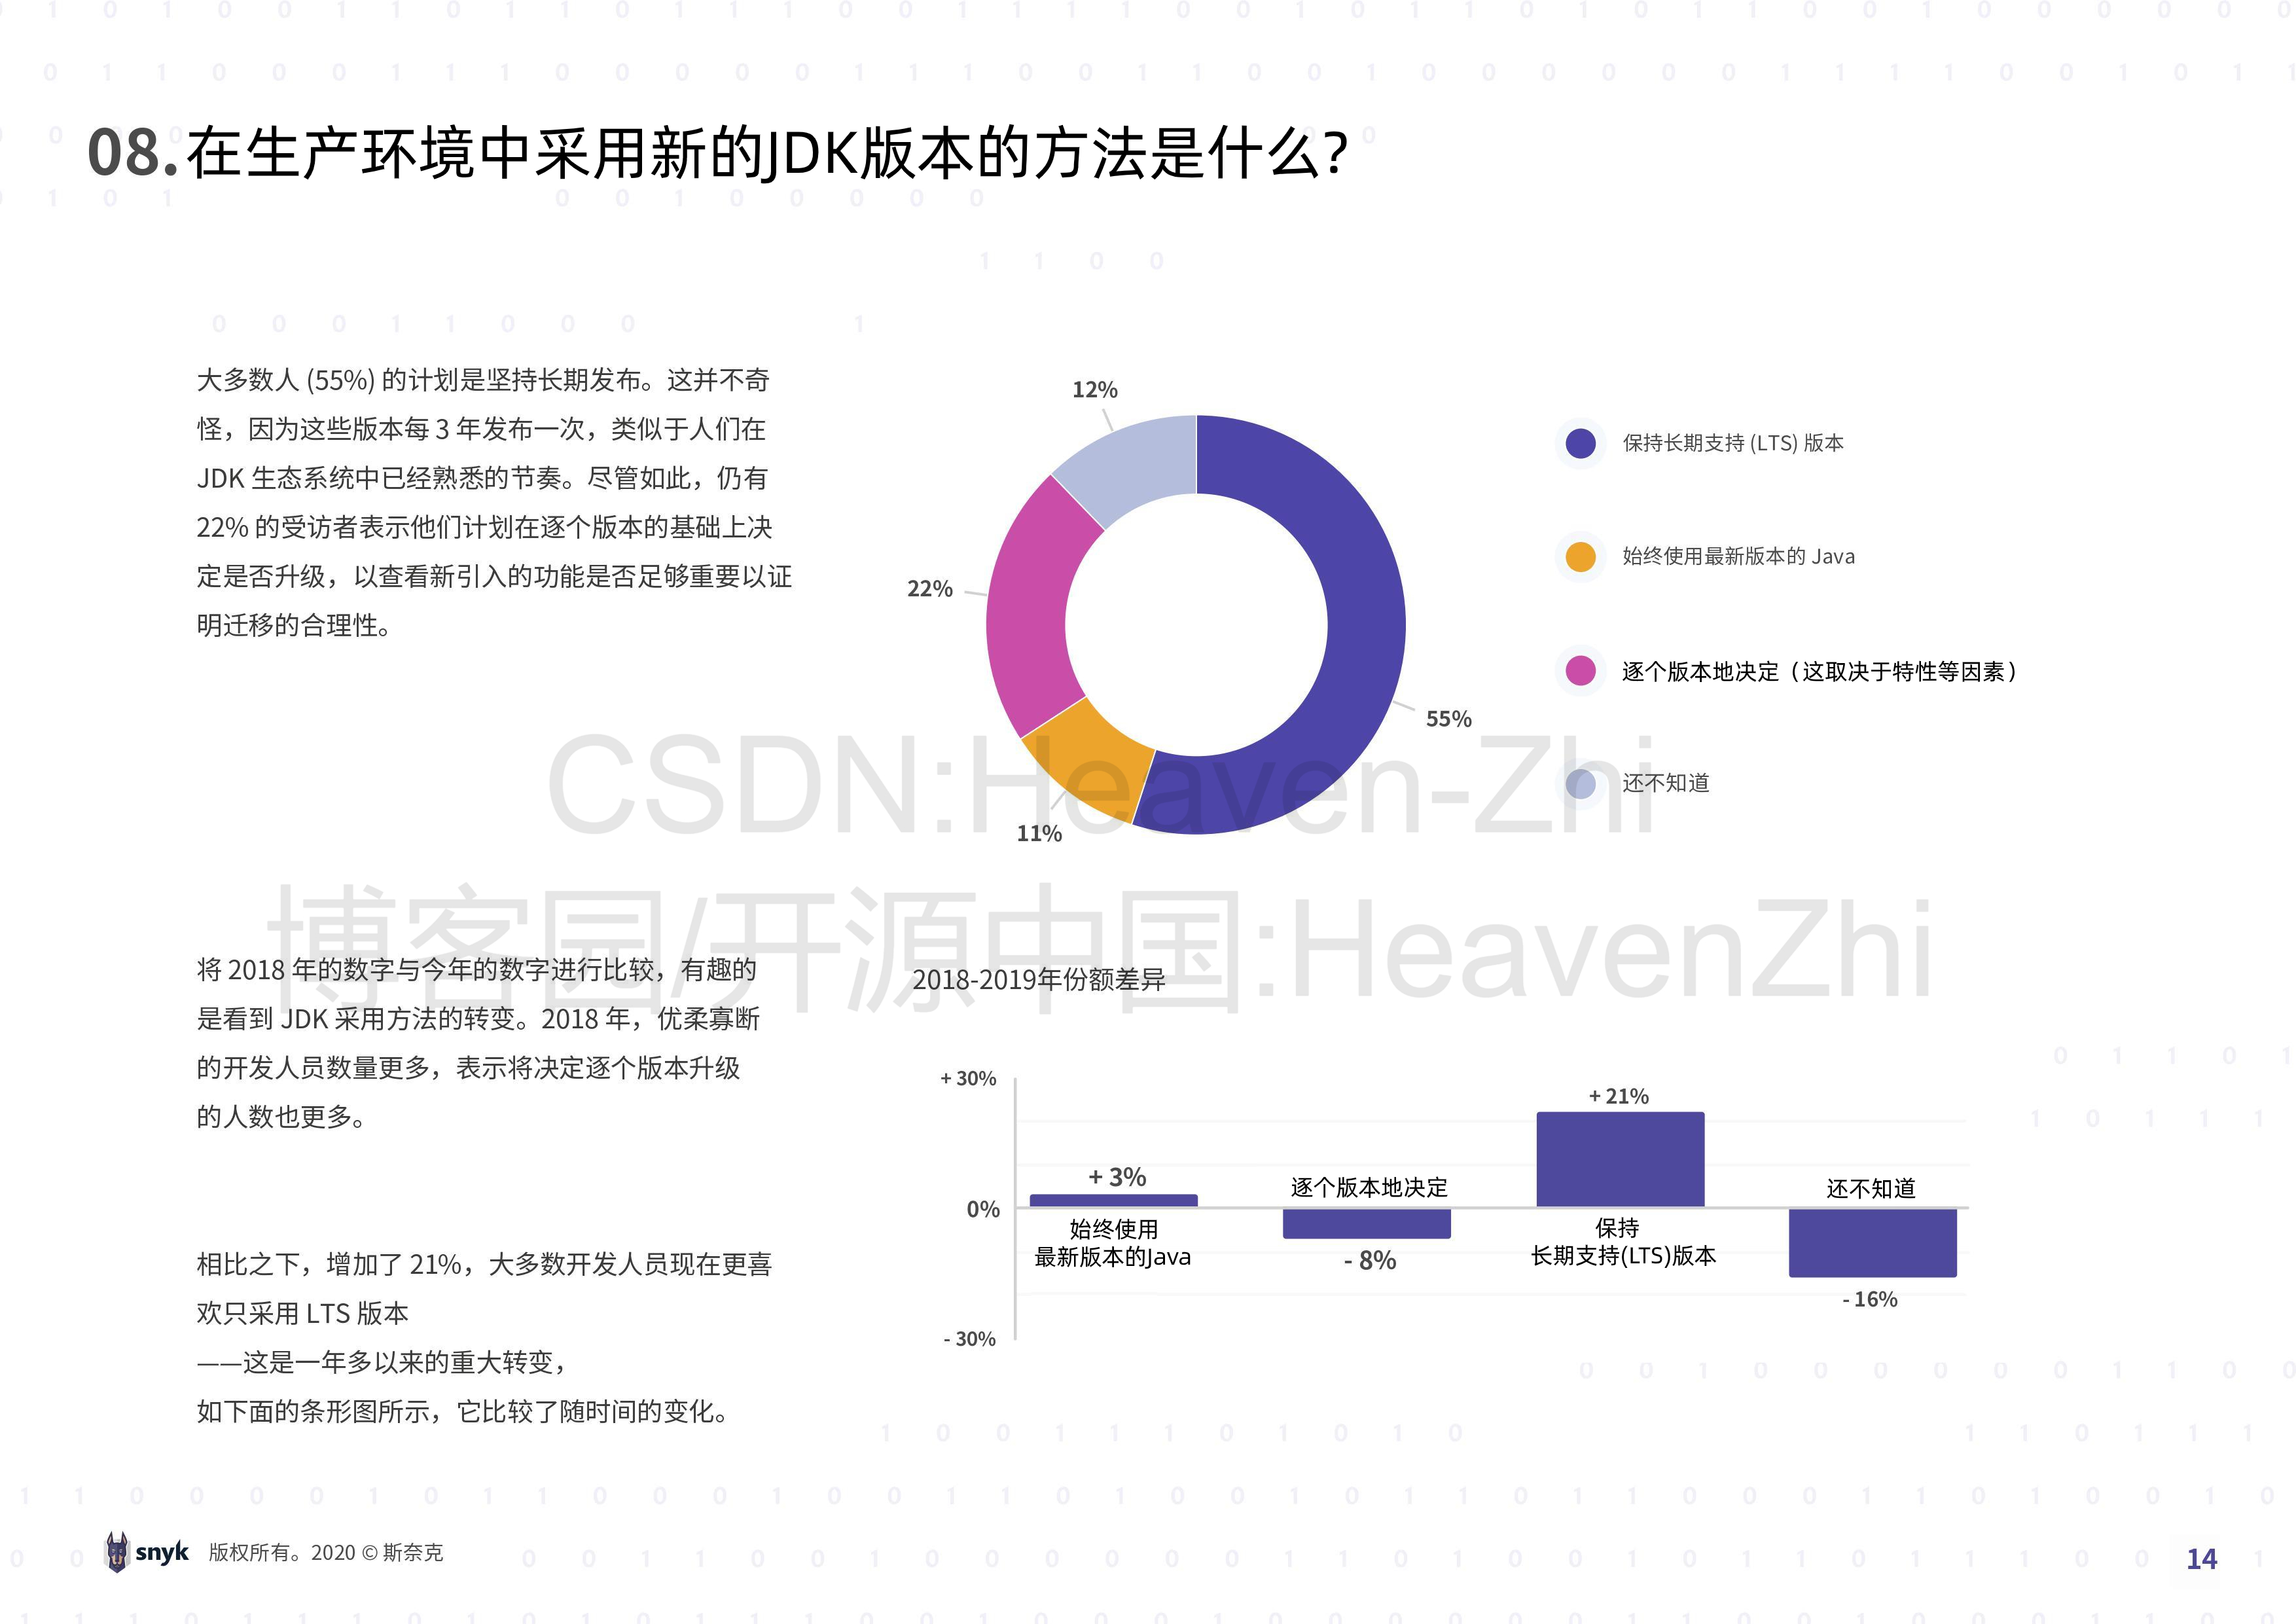 08.在生产环境中采用新的JDK版本的方法是什么?
大多数人 (55%) 的计划是坚持长期发布。这并不奇
怪，因为这些版本每 3 年发布一次，类似于人们在
JDK 生态系统中已经熟悉的节奏。尽管如此，仍有
22% 的受访者表示他们计划在逐个版本的基础上决
定是否升级，以查看新引入的功能是否足够重要以证
明迁移的合理性。
12%
22%
55%
11%
保持长期支持 (LTS) 版本
始终使用最新版本的 Java
逐个版本地决定（这取决于特性等因素）
还不知道
CSDN:Heaven-Zhi
博客园/开源中国:HeavenZhi
将 2018 年的数字与今年的数字进行比较，有趣的
是看到 JDK 采用方法的转变。2018 年，优柔寡断
的开发人员数量更多，表示将决定逐个版本升级
的人数也更多。
相比之下，增加了 21%，大多数开发人员现在更喜
欢只采用 LTS 版本
——这是一年多以来的重大转变，
如下面的条形图所示，它比较了随时间的变化。
2018-2019年份额差异
+ 30%
0%
- 30%
+ 3%
始终使用
最新版本的Java
逐个版本地决定
- 8%
+ 21%
保持
长期支持(LTS)版本
还不知道
- 16%
snyk 版权所有。2020 © 斯奈克
14